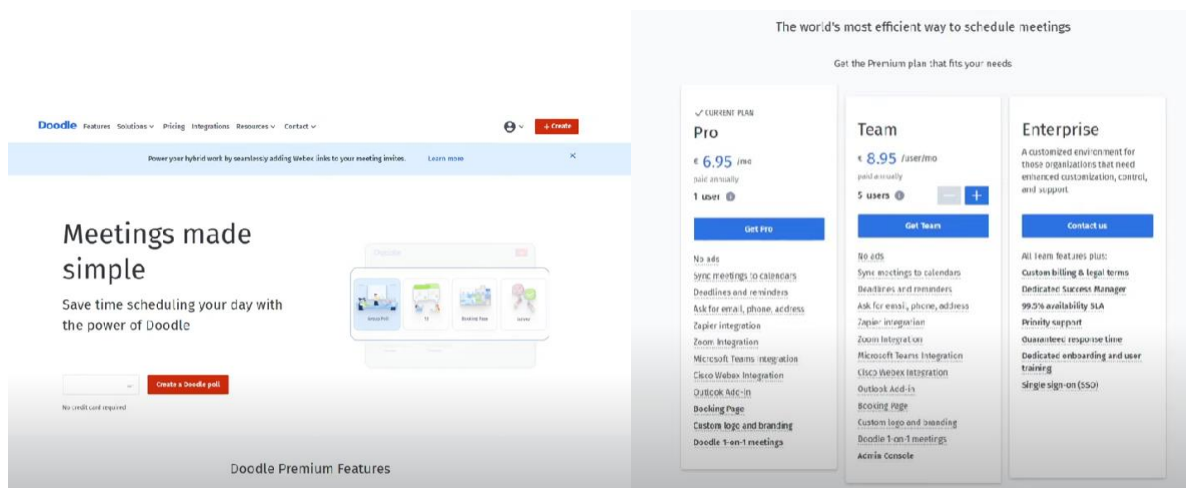 Doodle Features Solutions Pricing Integrations Resources Contact
+ Create
Power your hybrid work by seamlessly adding Webex links to your meeting invites. Learn more
Meetings made
simple
Save time scheduling your day with
the power of Doodle
Group Poll
1:1
Booking Page
Create a Doodle poll
No credit card required
Doodle Premium Features
The world's most efficient way to schedule meetings
Get the Premium plan that fits your needs
CURRENT PLAN
Pro
€ 6.95 /mo
paid annually
1 user
Get Pro
No ads
Sync meetings to calendars
Deadlines and reminders
Ask for email, phone, address
Zapier integration
Zoom Integration
Microsoft Teams Integration
Cisco Webex Integration
Outlook Add-in
Booking Page
Custom logo and branding
Doodle 1-on-1 meetings
Team
€ 8.95 /user/mo
paid annually
5 users
Get Team
No ads
Sync meetings to calendars
Deadlines and reminders
Ask for email, phone, address
Zapier integration
Zoom Integration
Microsoft Teams Integration
Cisco Webex Integration
Outlook Add-in
Booking Page
Custom logo and branding
Doodle 1-on-1 meetings
Admin Console
Enterprise
A customized environment for
those organizations that need
enhanced customization, control,
and support
Contact us
All Team features plus:
Custom billing & legal terms
Dedicated Success Manager
99.5% availability SLA
Priority support
Guaranteed response time
Dedicated onboarding and user
training
Single sign-on (SSO)